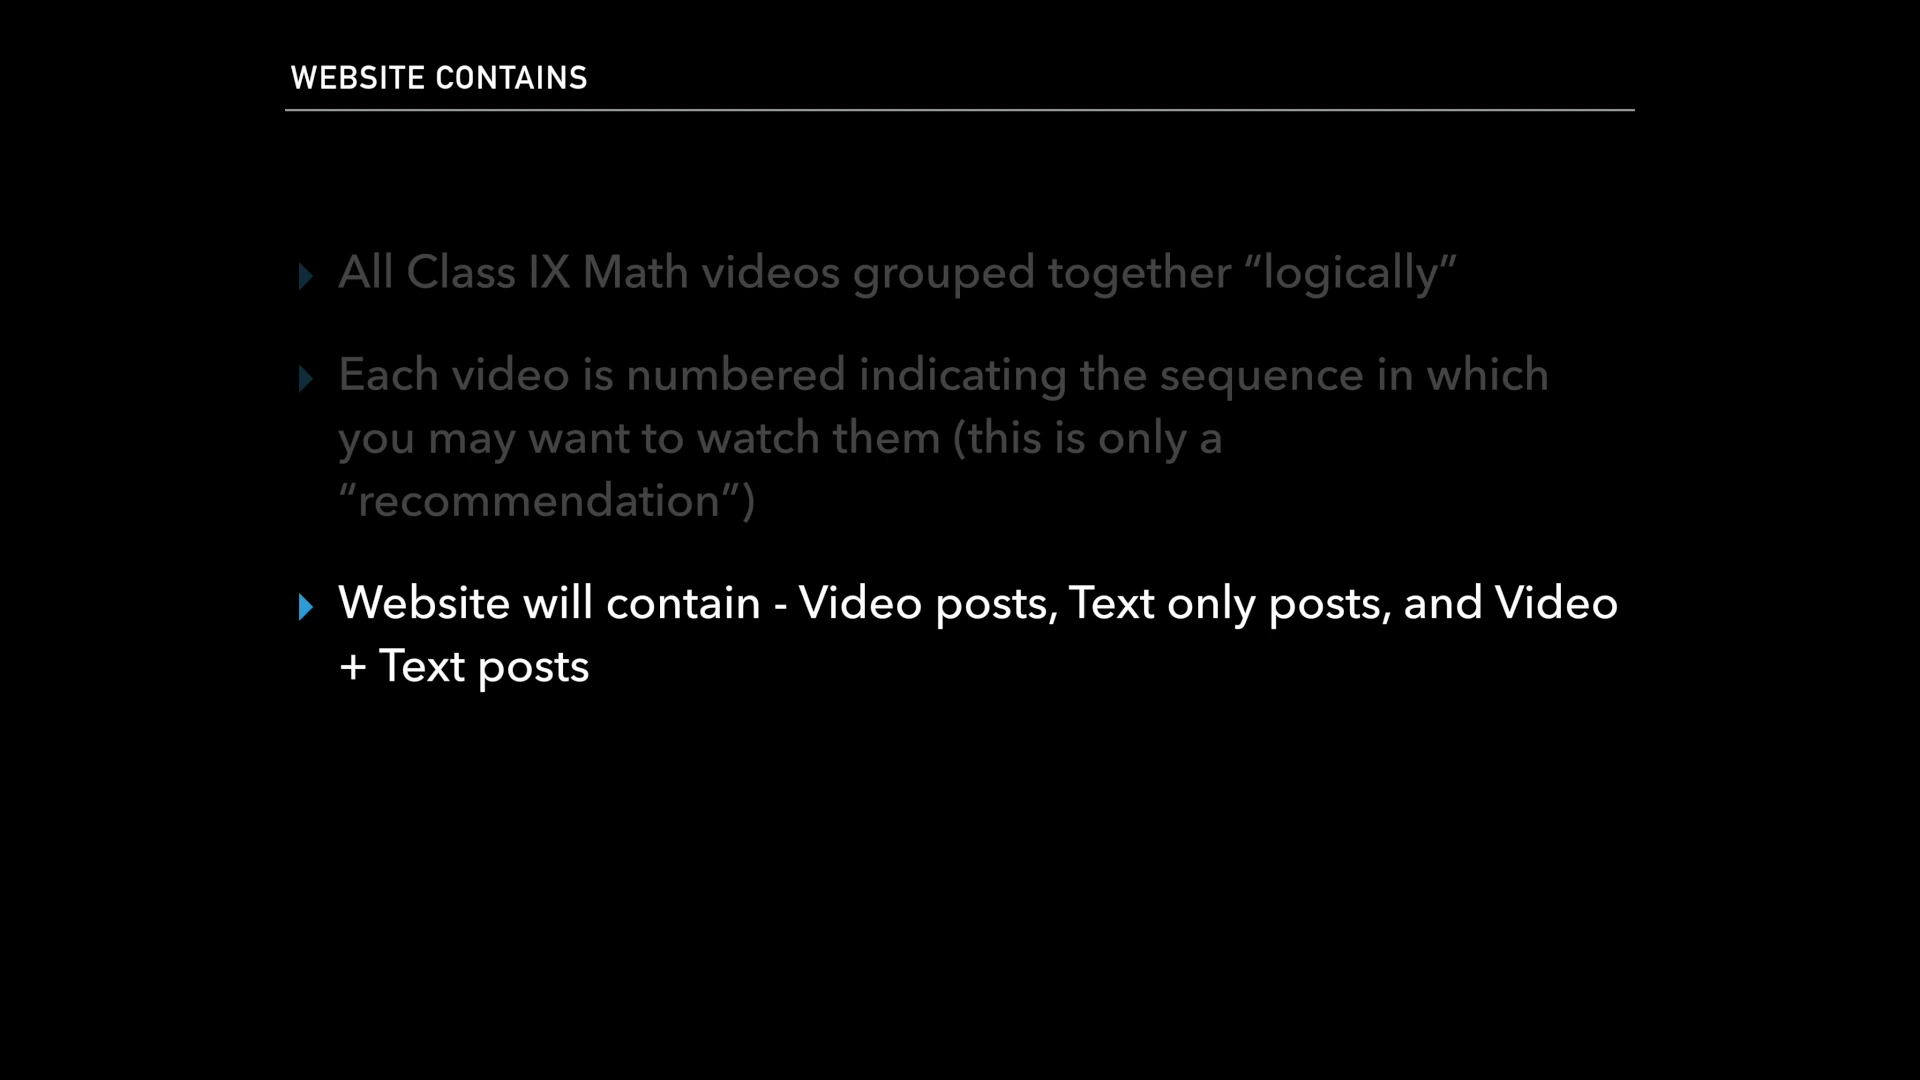 WEBSITE CONTAINS
All Class IX Math videos grouped together “logically”
Each video is numbered indicating the sequence in which
you may want to watch them (this is only a
“recommendation”)
Website will contain - Video posts, Text only posts, and Video
+ Text posts